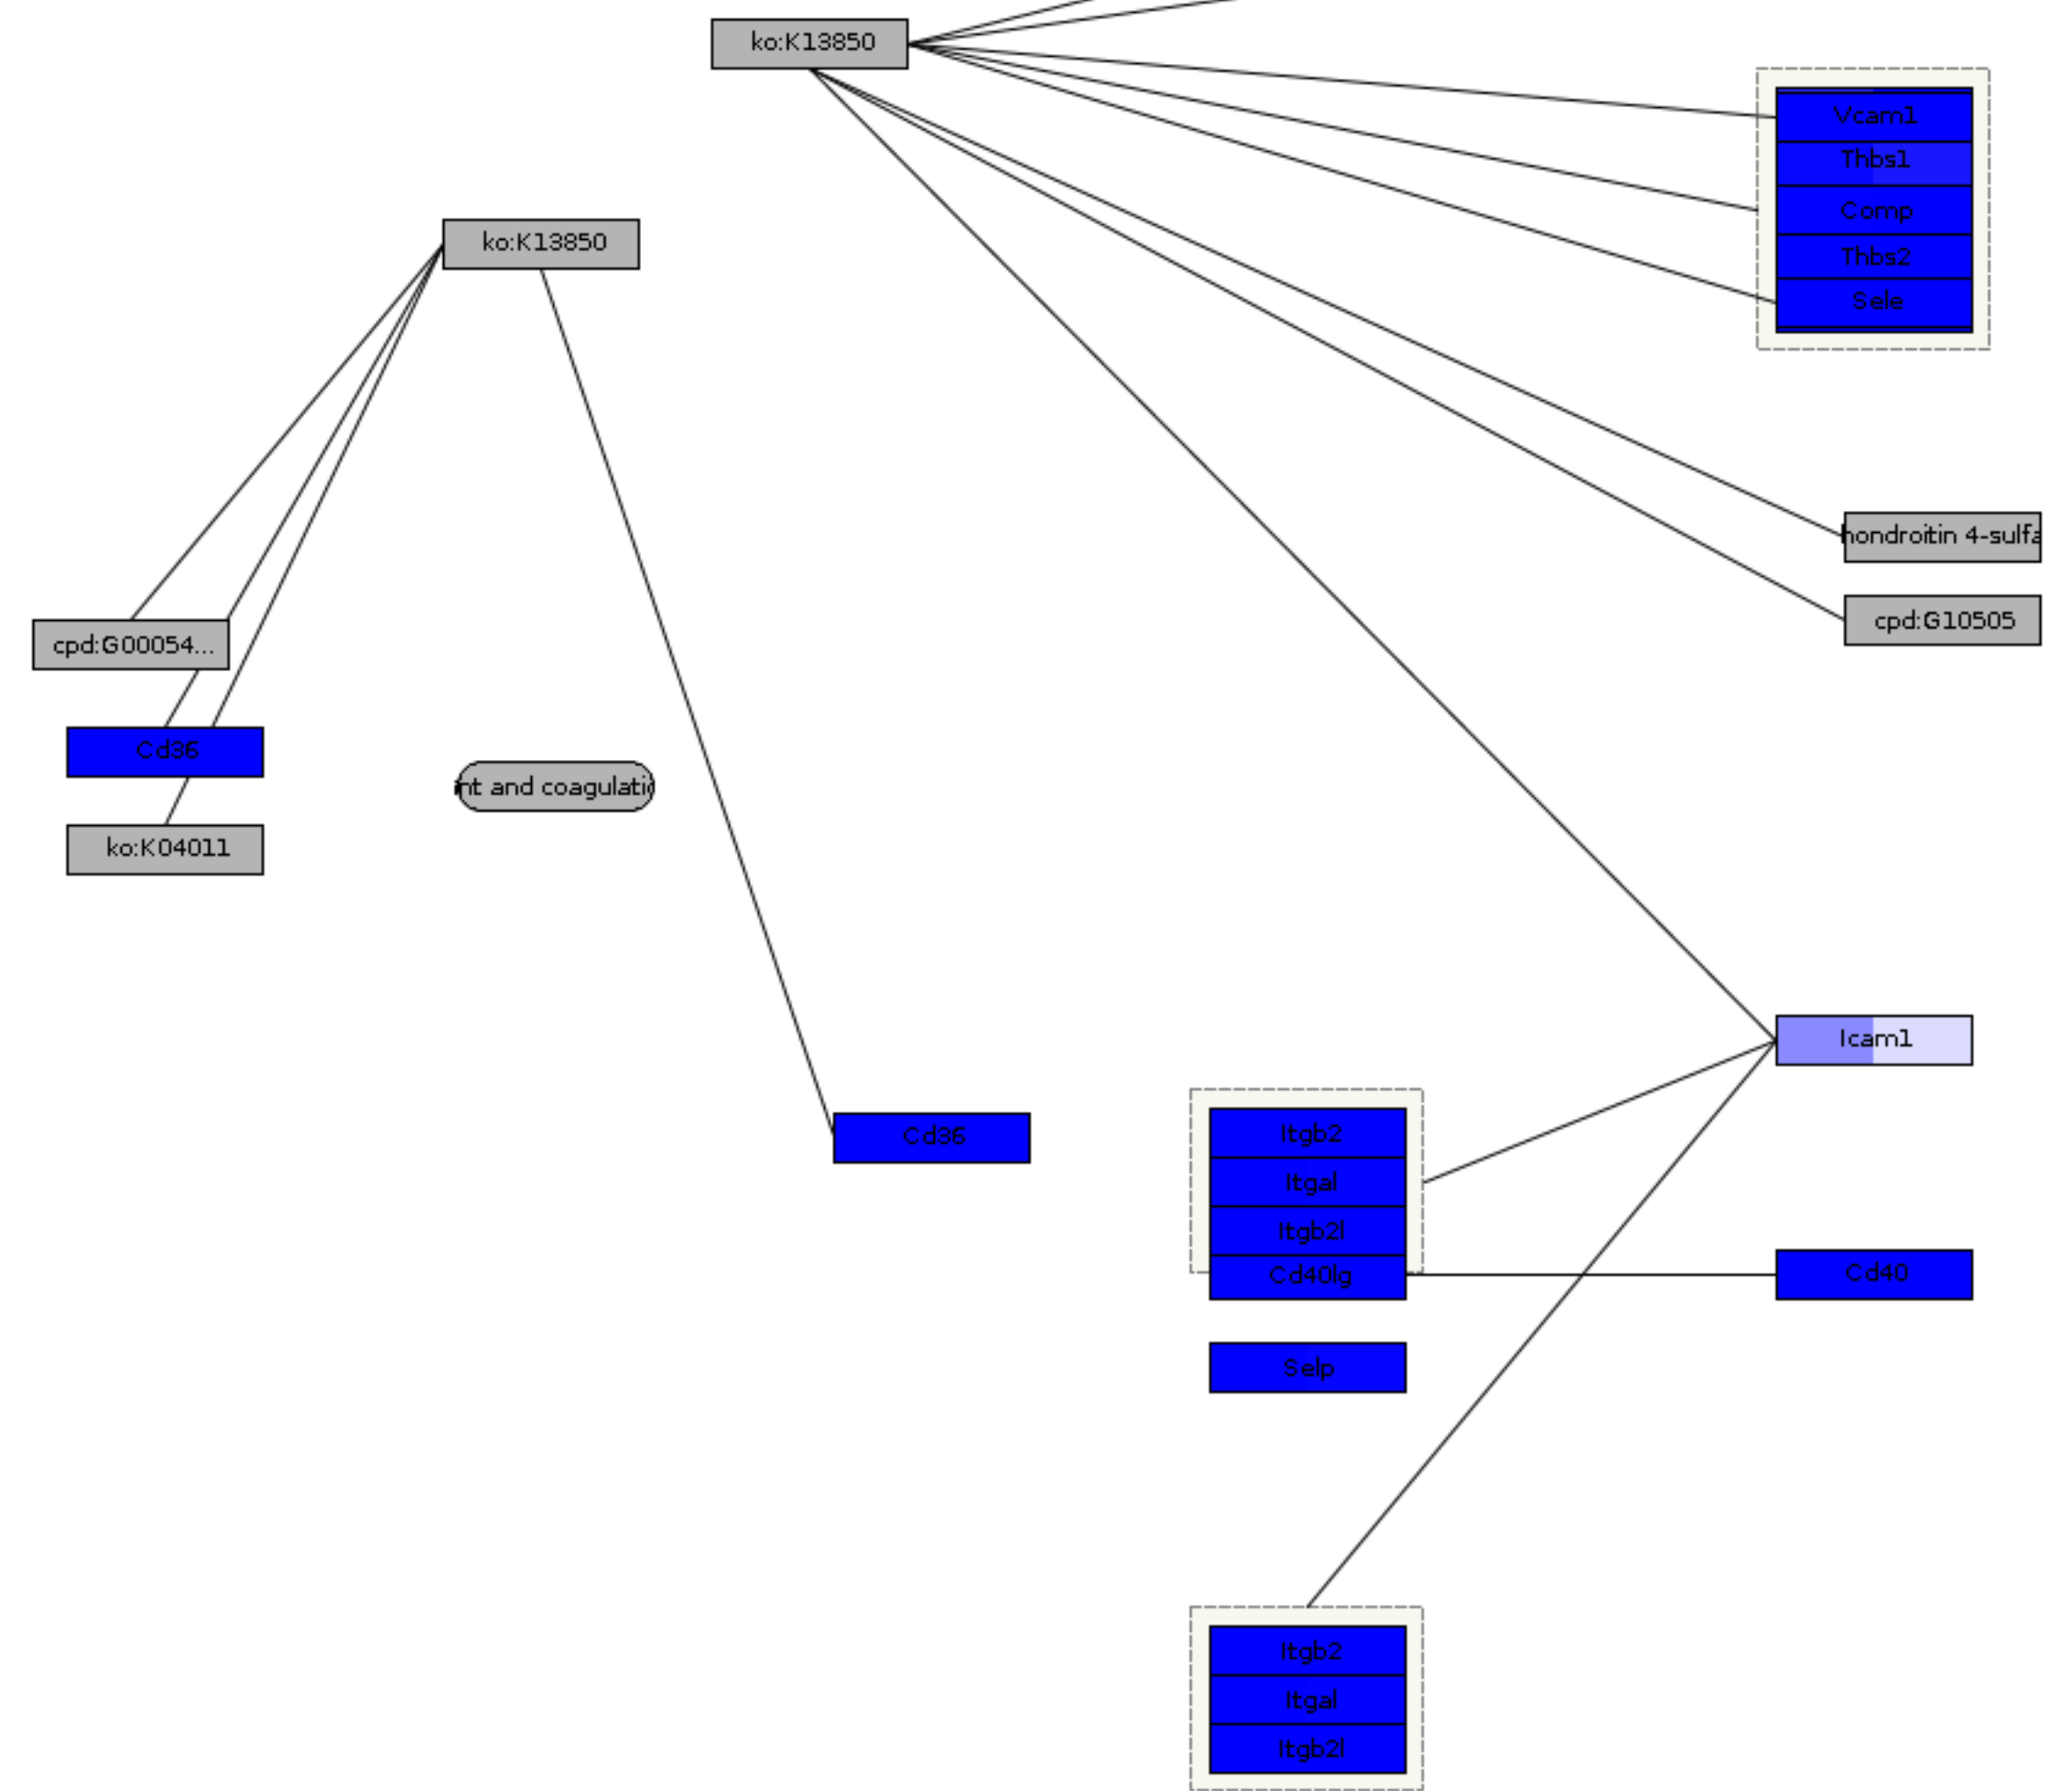 ko:K13850
Vcam1
Thbs1
Comp
Thbs2
Sele
ko:K13850
hondroitin 4-sulfa
cpd:G10505
cpd:G00054...
Cd36
nt and coagulatio
ko:K04011
Icam1
Cd36
Itgb2
Itgal
Itgb2l
Cd40lg
Cd40
Selp
Itgb2
Itgal
Itgb2l